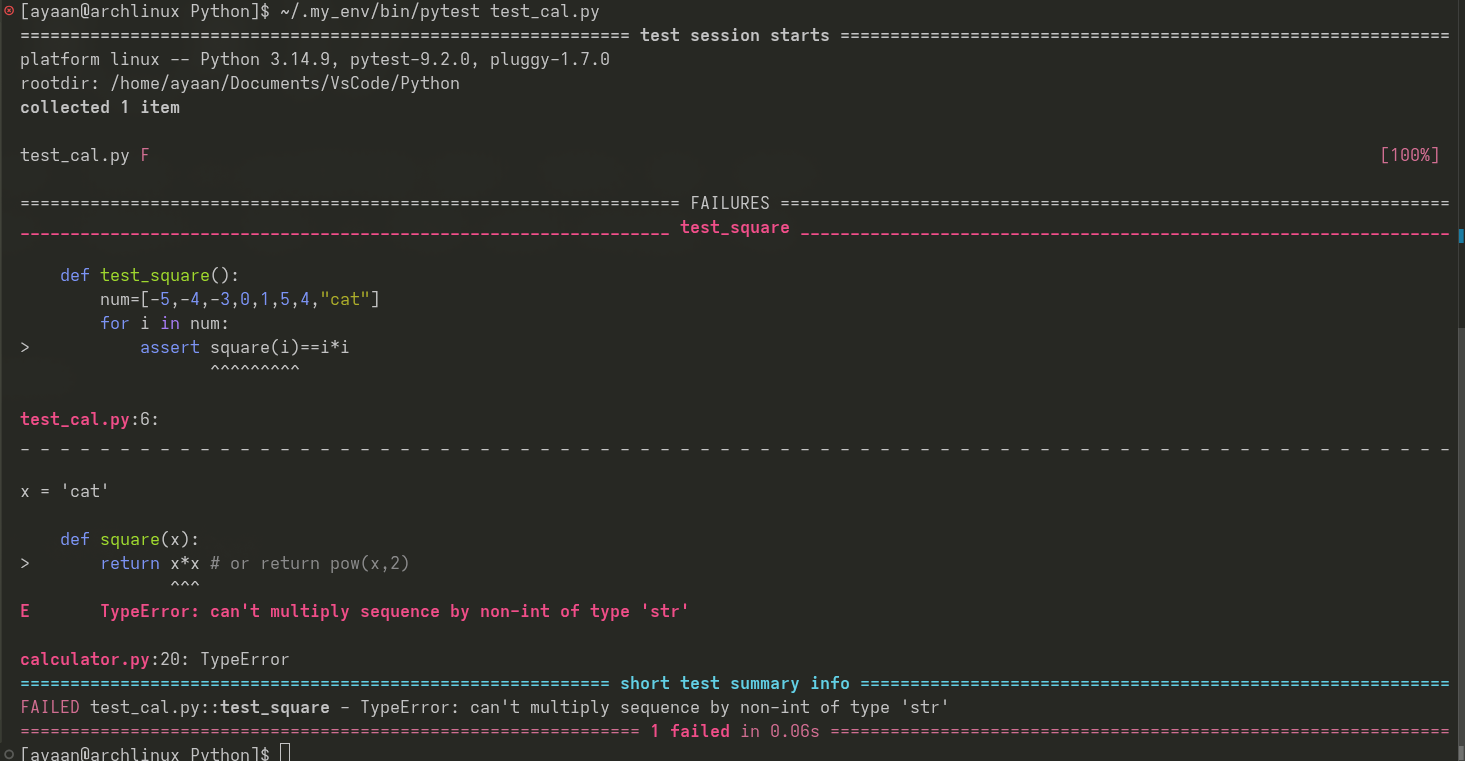 [ayaan@archlinux Python]$ ~/.my_env/bin/pytest test_cal.py
============================================================= test session starts =============================================================
platform linux -- Python 3.14.9, pytest-9.2.0, pluggy-1.7.0
rootdir: /home/ayaan/Documents/VsCode/Python
collected 1 item
test_cal.py F [100%]
================================================================== FAILURES ===================================================================
_________________________________________________________________ test_square _________________________________________________________________
    def test_square():
        num=[-5,-4,-3,0,1,5,4,"cat"]
        for i in num:
>           assert square(i)==i*i
                   ^^^^^^^^^
test_cal.py:6:
_ _ _ _ _ _ _ _ _ _ _ _ _ _ _ _ _ _ _ _ _ _ _ _ _ _ _ _ _ _ _ _ _ _ _ _ _ _ _ _ _ _ _ _ _ _ _ _ _ _ _ _ _ _ _ _ _ _ _ _ _ _ _ _ _ _ _ _ _ _ _ _
x = 'cat'
    def square(x):
>       return x*x # or return pow(x,2)
               ^^^
E       TypeError: can't multiply sequence by non-int of type 'str'
calculator.py:20: TypeError
=========================================================== short test summary info ===========================================================
FAILED test_cal.py::test_square - TypeError: can't multiply sequence by non-int of type 'str'
============================================================== 1 failed in 0.06s ==============================================================
[ayaan@archlinux Python]$